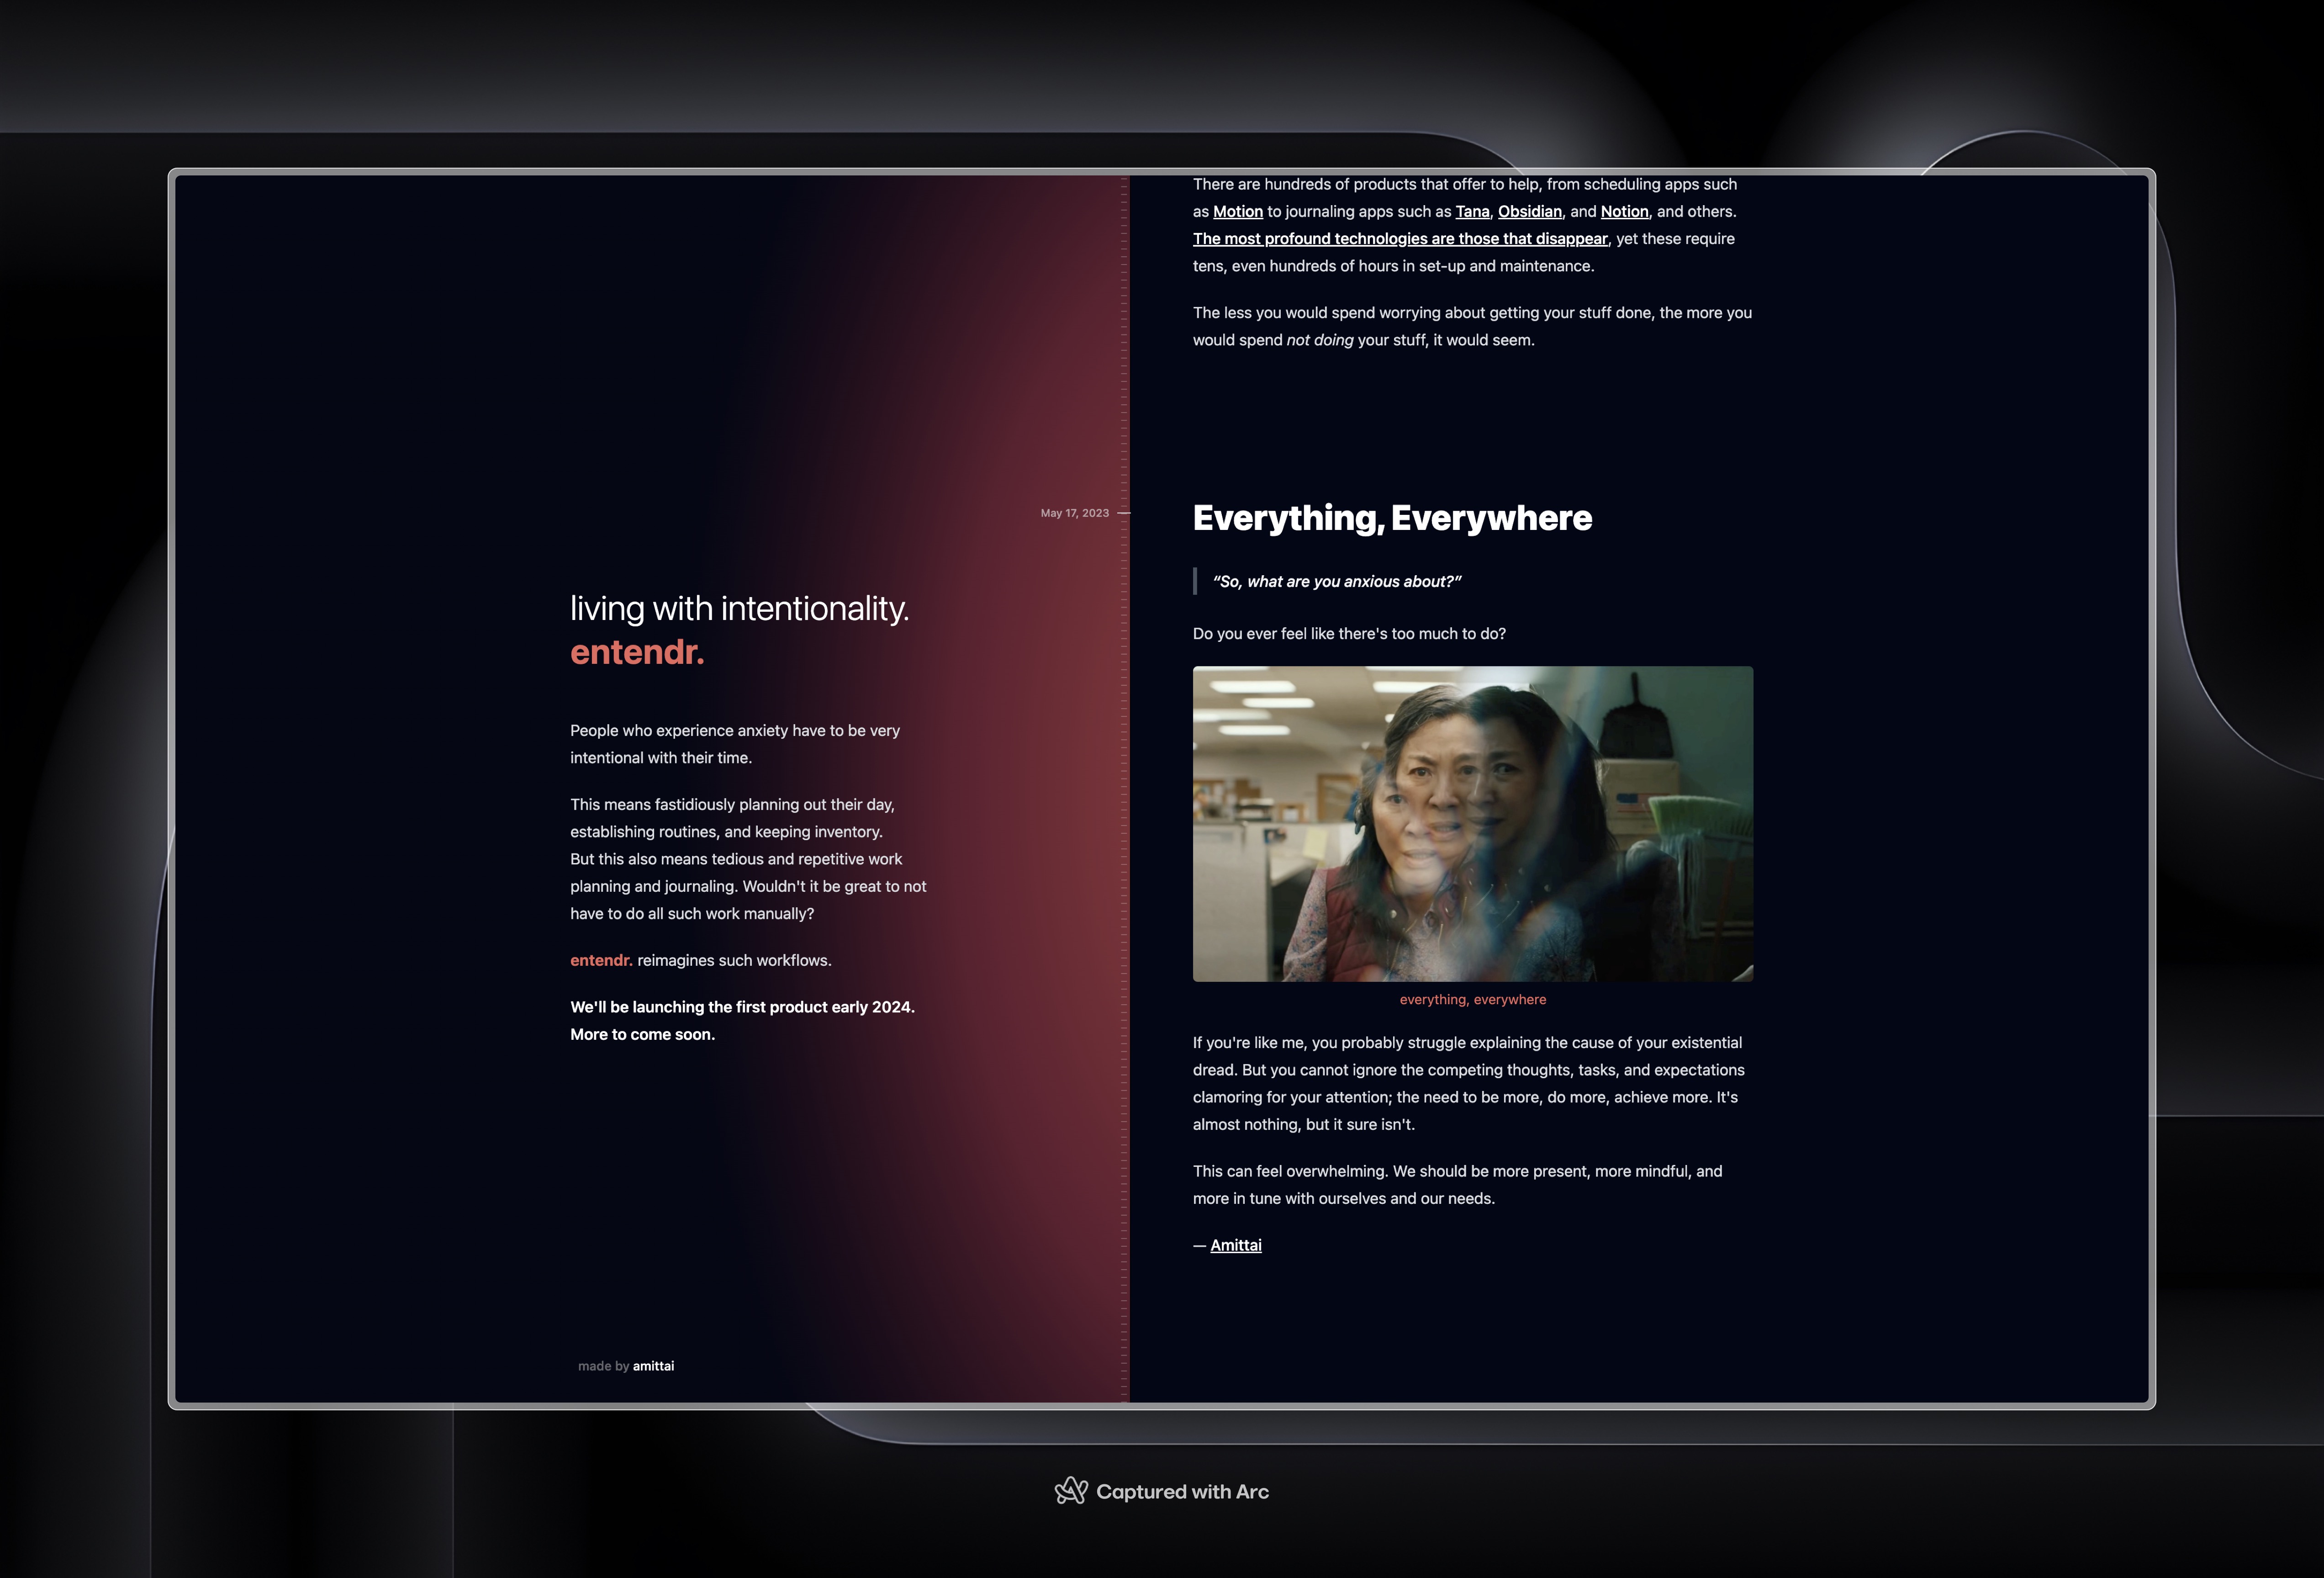 living with intentionality.
entendr.
People who experience anxiety have to be very
intentional with their time.
This means fastidiously planning out their day,
establishing routines, and keeping inventory.
But this also means tedious and repetitive work
planning and journaling. Wouldn't it be great to not
have to do all such work manually?
entendr. reimagines such workflows.
We'll be launching the first product early 2024.
More to come soon.
made by amittai
There are hundreds of products that offer to help, from scheduling apps such
as Motion to journaling apps such as Tana, Obsidian, and Notion, and others.
The most profound technologies are those that disappear, yet these require
tens, even hundreds of hours in set-up and maintenance.
The less you would spend worrying about getting your stuff done, the more you
would spend not doing your stuff, it would seem.
May 17, 2023
Everything, Everywhere
“So, what are you anxious about?”
Do you ever feel like there's too much to do?
everything, everywhere
If you're like me, you probably struggle explaining the cause of your existential
dread. But you cannot ignore the competing thoughts, tasks, and expectations
clamoring for your attention; the need to be more, do more, achieve more. It's
almost nothing, but it sure isn't.
This can feel overwhelming. We should be more present, more mindful, and
more in tune with ourselves and our needs.
— Amittai
Captured with Arc